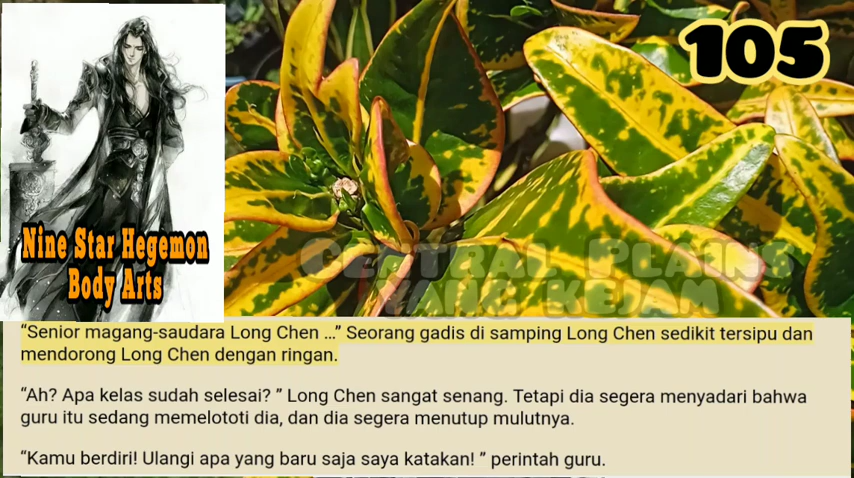 105
Nine Star Hegemon
Body Arts
Central Plains
yang kejam
“Senior magang-saudara Long Chen ...” Seorang gadis di samping Long Chen sedikit tersipu dan
mendorong Long Chen dengan ringan.
“Ah? Apa kelas sudah selesai? ” Long Chen sangat senang. Tetapi dia segera menyadari bahwa
guru itu sedang memelototi dia, dan dia segera menutup mulutnya.
“Kamu berdiri! Ulangi apa yang baru saja saya katakan! ” perintah guru.